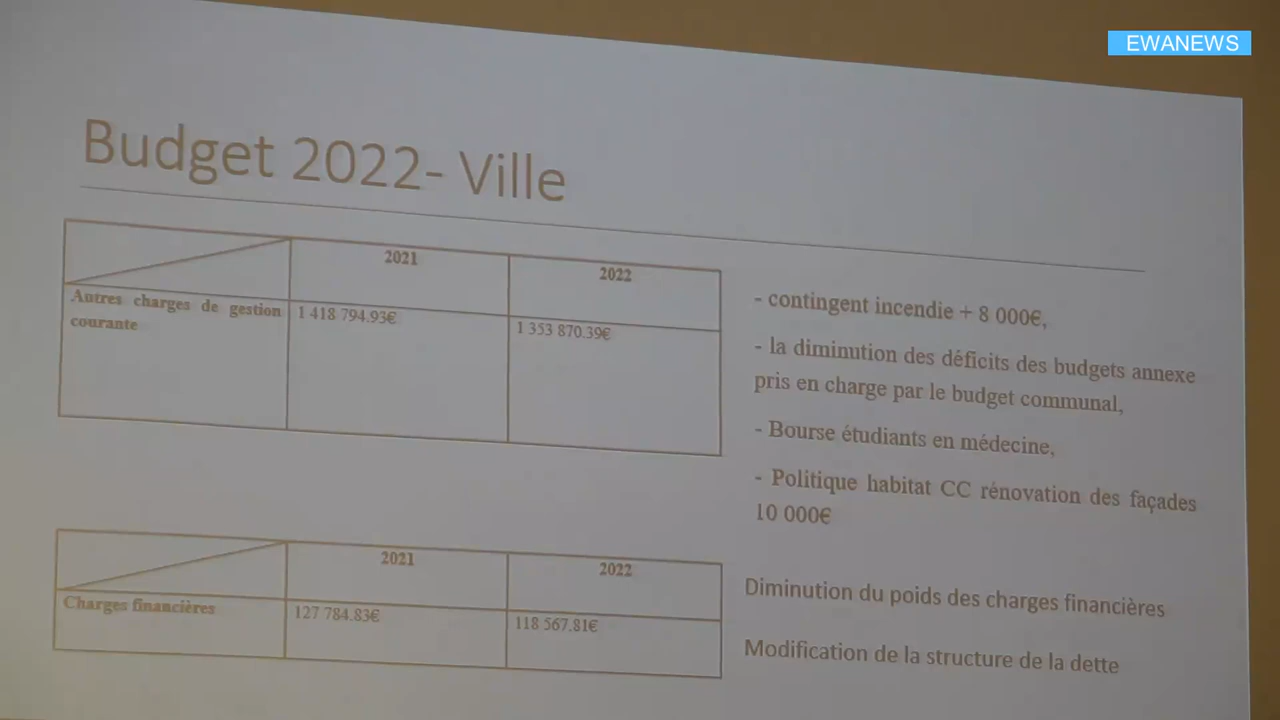 EWANEWS
Budget 2022- Ville
2021
2022
Autres charges de gestion
courante
1 418 794.93€
1 353 870.39€
- contingent incendie + 8 000€,
- la diminution des déficits des budgets annexe
pris en charge par le budget communal,
- Bourse étudiants en médecine,
- Politique habitat CC rénovation des façades
10 000€
2021
2022
Charges financières
127 784.83€
118 567.81€
Diminution du poids des charges financières
Modification de la structure de la dette